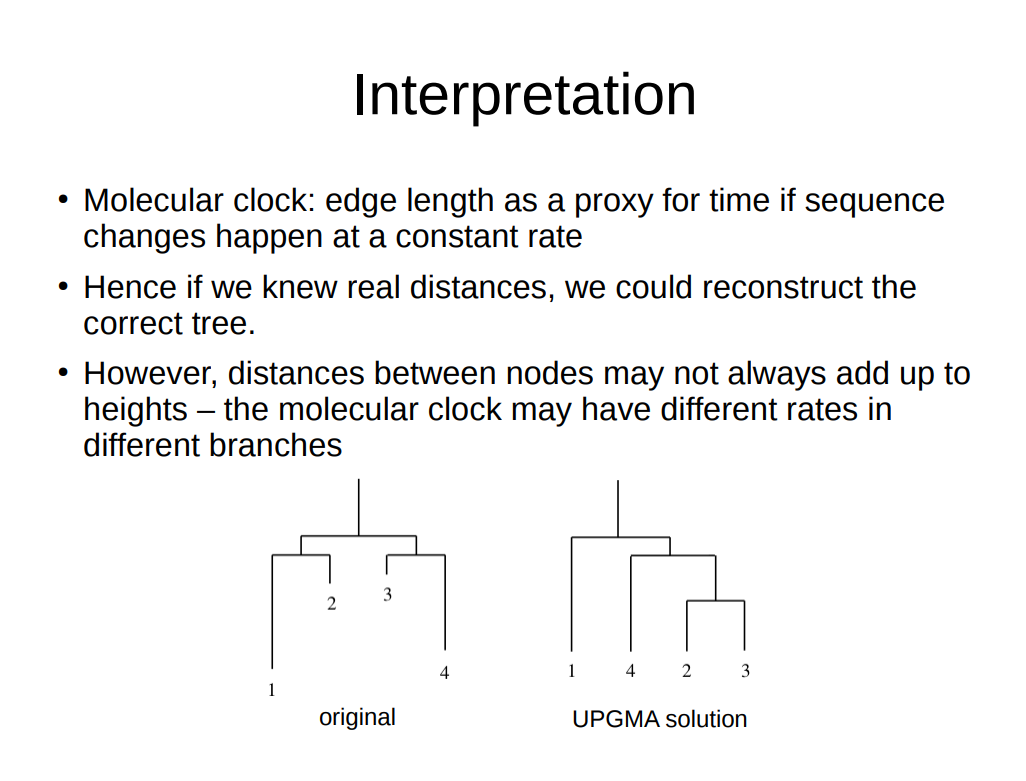 Interpretation
• Molecular clock: edge length as a proxy for time if sequence
changes happen at a constant rate
• Hence if we knew real distances, we could reconstruct the
correct tree.
• However, distances between nodes may not always add up to
heights – the molecular clock may have different rates in
different branches
2
3
4
1
original
1 4 2 3
UPGMA solution